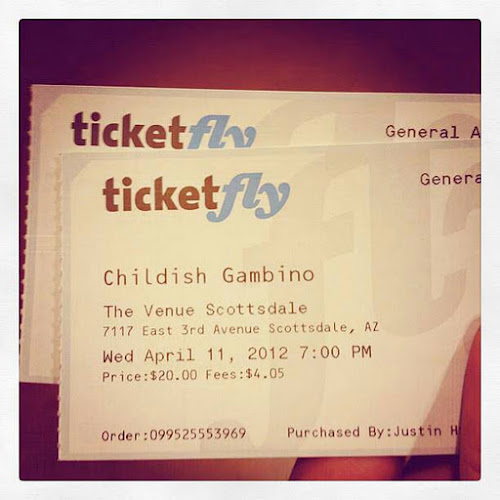 ticketfly
General A
ticketfly
Genera
Childish Gambino
The Venue Scottsdale
7117 East 3rd Avenue Scottsdale, AZ
Wed April 11, 2012 7:00 PM
Price:$20.00 Fees:$4.05
Order:099525553969 Purchased By:Justin H